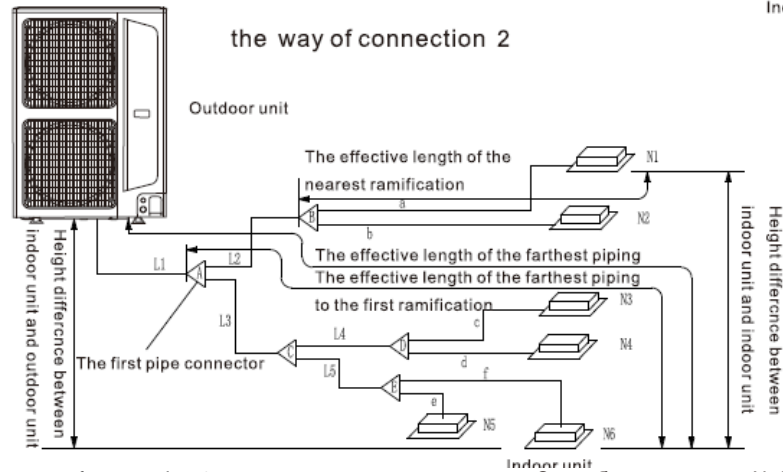 In
the way of connection 2
Outdoor unit
The effective length of the
nearest ramification
N1
a
B
N2
b
The effective length of the farthest piping
L1
A
L2
The effective length of the farthest piping
to the first ramification
N3
c
L3
L4
D
N4
C
d
The first pipe connector
L5
E
f
e
N5
N6
Indoor unit
Height differcnce between
indoor unit and outdoor unit
Height differcnce between
indoor unit and indoor unit